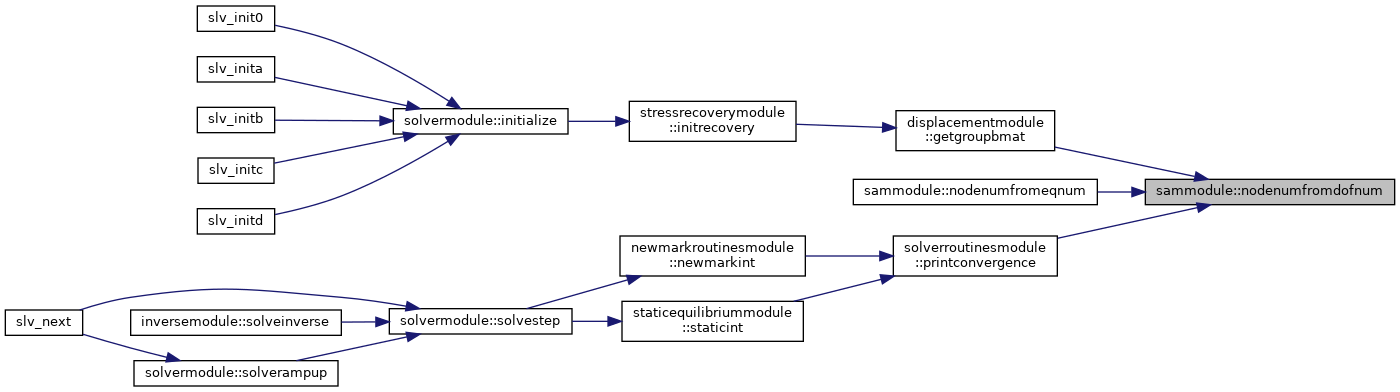 slv_init0
slv_inita
slv_initb
slv_initc
slv_initd
solvermodule::initialize
stressrecoverymodule
::initrecovery
displacementmodule
::getgroupbmat
sammodule::nodenumfromeqnum
sammodule::nodenumfromdofnum
newmarkroutinesmodule
::newmarkint
solverroutinesmodule
::printconvergence
staticequilibriummodule
::staticint
slv_next
inversemodule::solveinverse
solvermodule::solvestep
solvermodule::solverampup